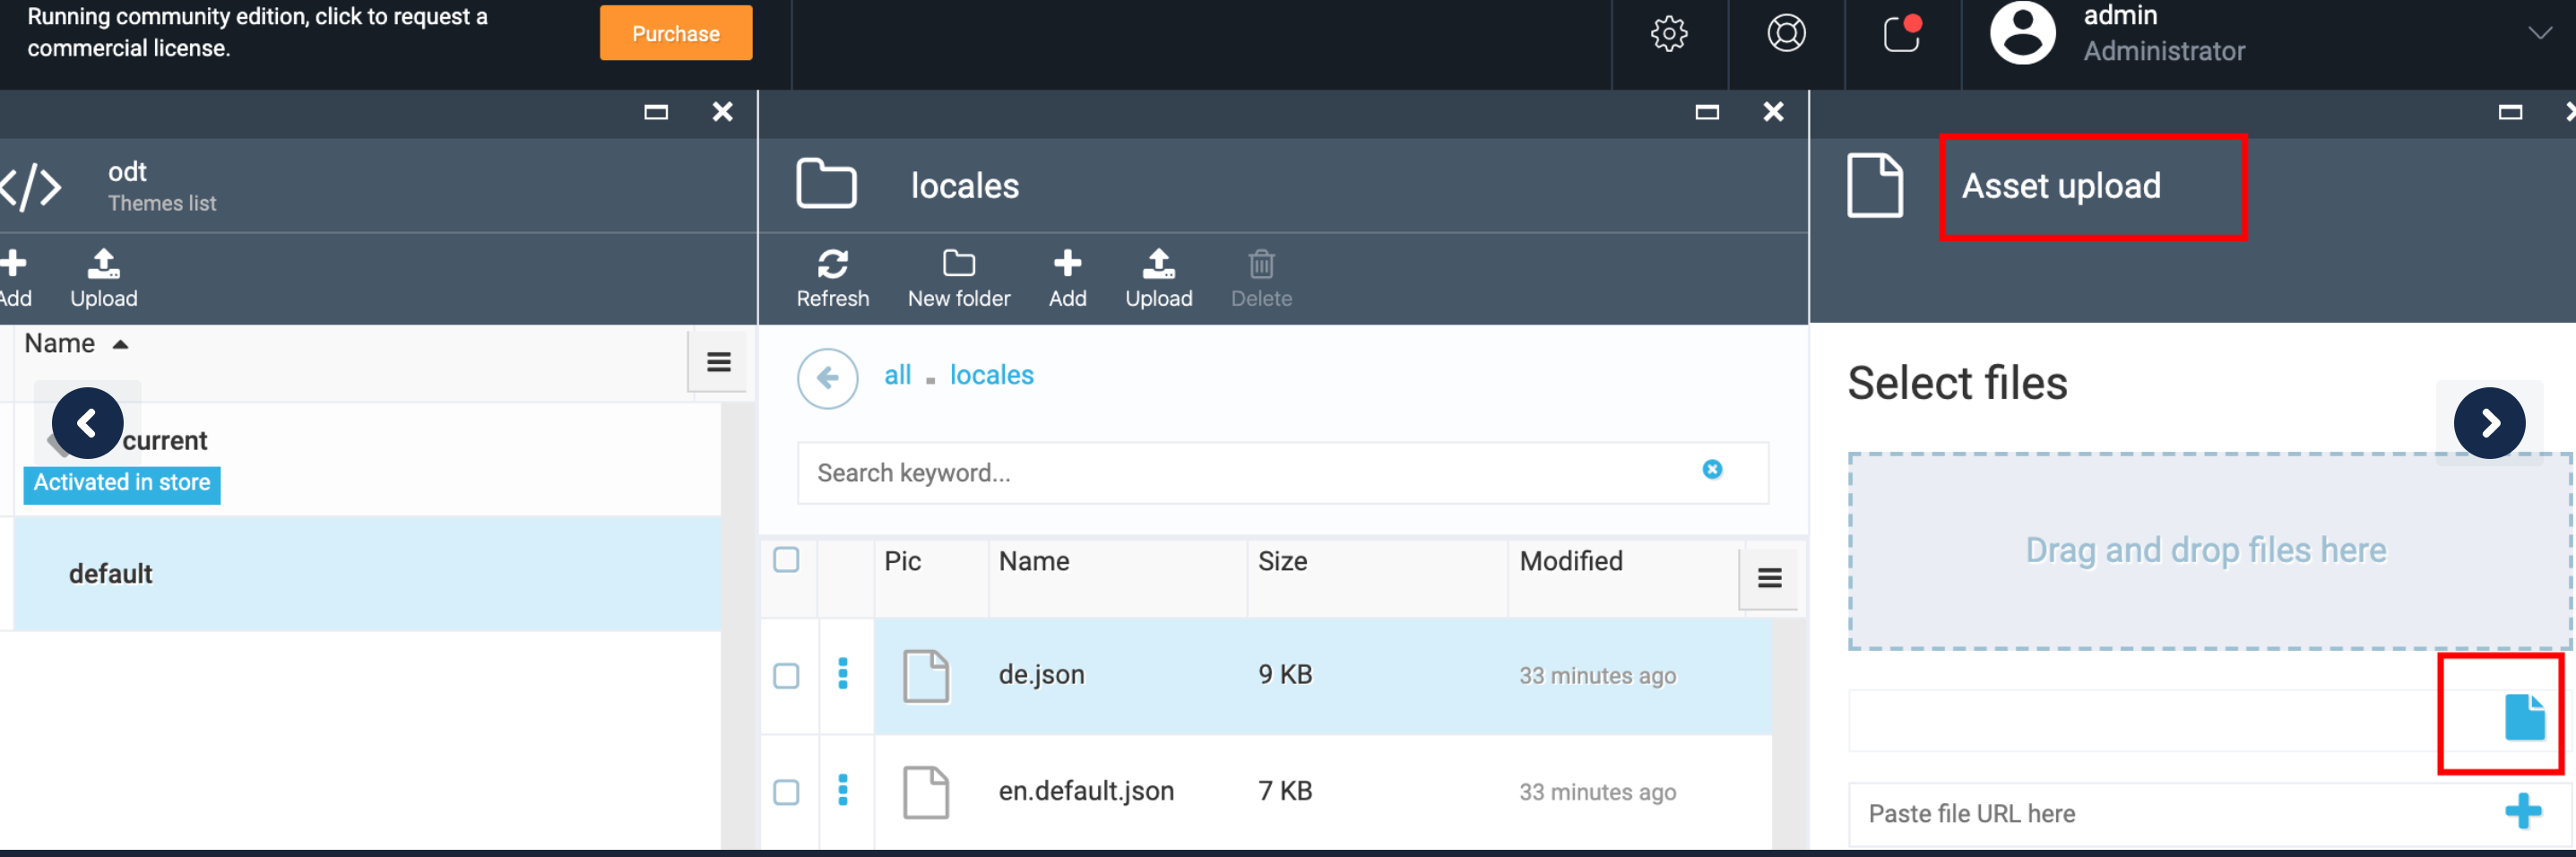 Running community edition, click to request a
commercial license.
Purchase
admin
Administrator
odt
Themes list
Add
Upload
Name
current
Activated in store
default
locales
Refresh
New folder
Add
Upload
Delete
all
locales
Search keyword...
Pic Name Size Modified
de.json 9 KB 33 minutes ago
en.default.json 7 KB 33 minutes ago
Asset upload
Select files
Drag and drop files here
Paste file URL here